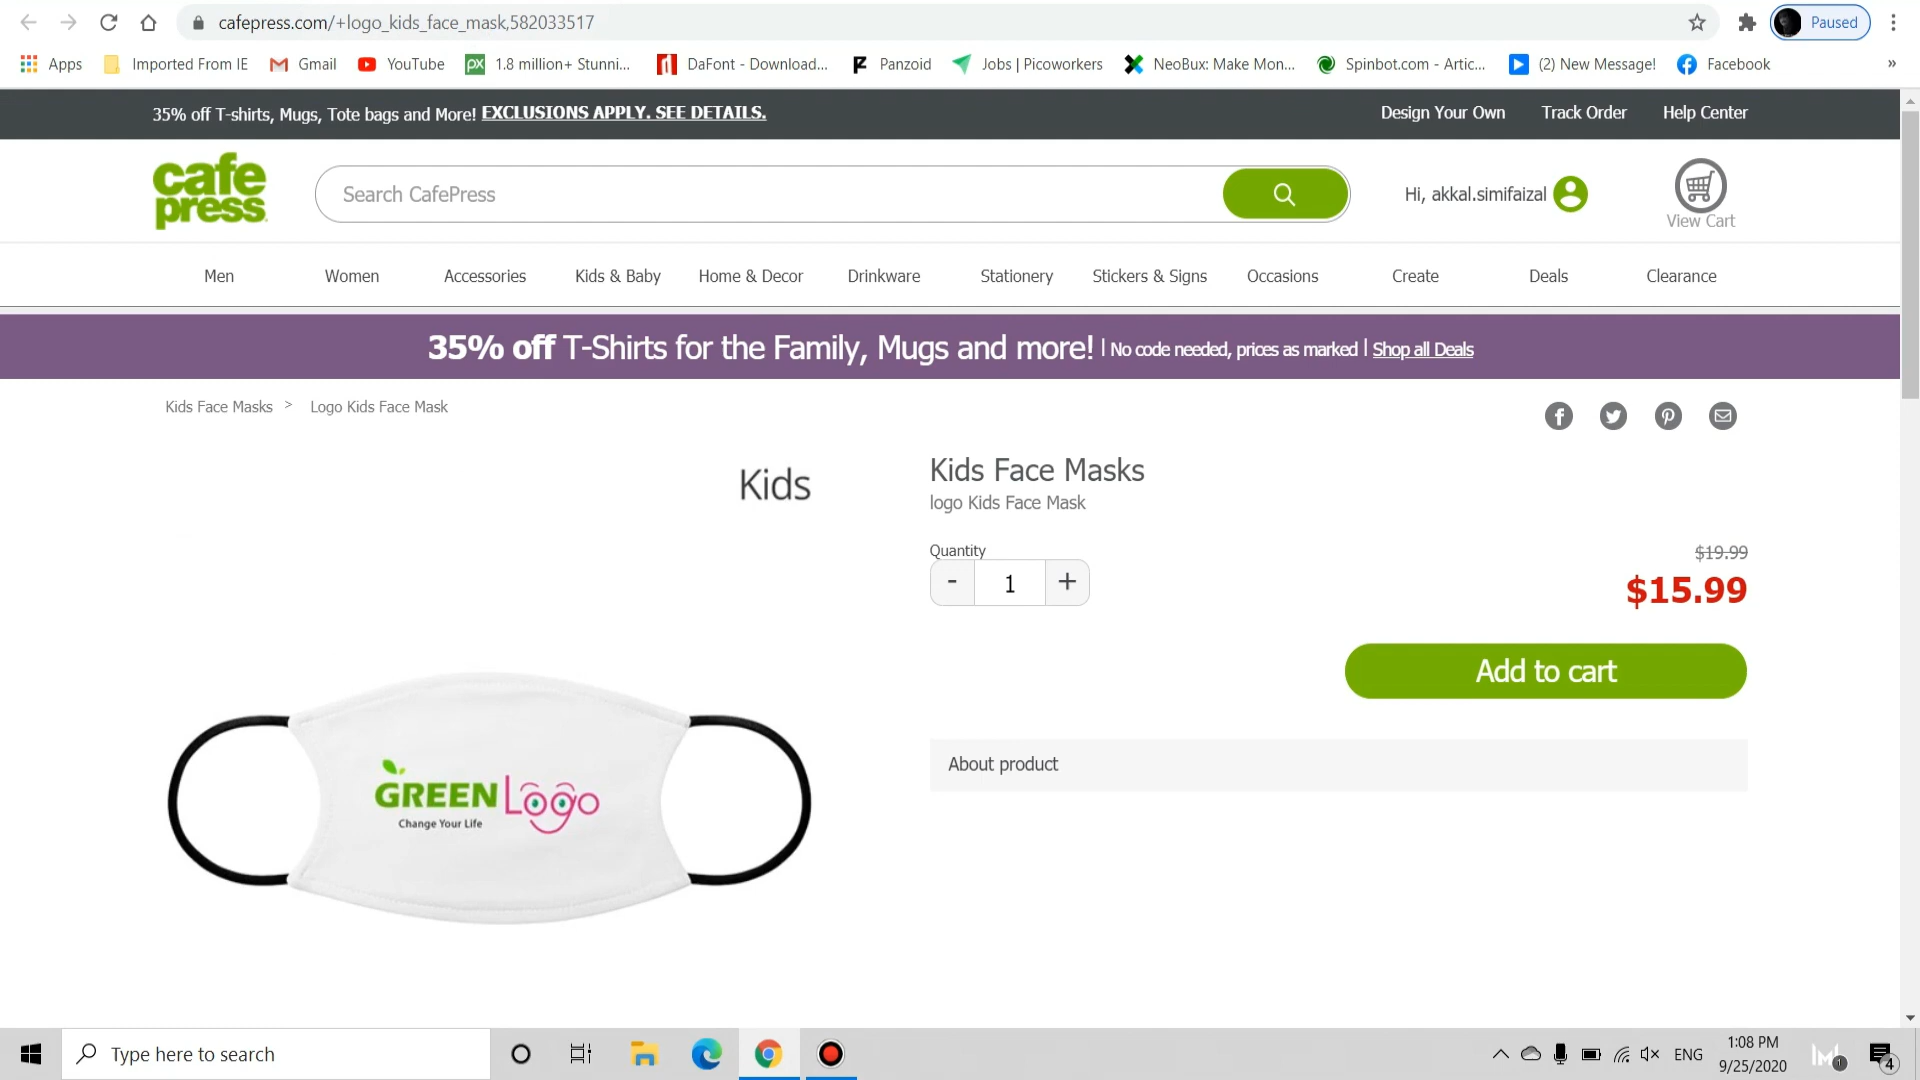 cafepress.com/+logo_kids_face_mask,582033517
Paused
Apps
Imported From IE
Gmail
YouTube
px
1.8 million+ Stunni...
DaFont - Download...
Panzoid
Jobs | Picoworkers
NeoBux: Make Mon...
Spinbot.com - Artic...
(2) New Message!
Facebook
»
35% off T-shirts, Mugs, Tote bags and More! EXCLUSIONS APPLY. SEE DETAILS.
Design Your Own
Track Order
Help Center
cafe
press
Search CafePress
Hi, akkal.simifaizal
View Cart
Men
Women
Accessories
Kids & Baby
Home & Decor
Drinkware
Stationery
Stickers & Signs
Occasions
Create
Deals
Clearance
35% off T-Shirts for the Family, Mugs and more! | No code needed, prices as marked | Shop all Deals
Kids Face Masks > Logo Kids Face Mask
Kids
Kids Face Masks
logo Kids Face Mask
Quantity
- 1 +
$19.99
$15.99
Add to cart
About product
GREEN Logo
Change Your Life
Type here to search
ENG
1:08 PM
9/25/2020
1
4